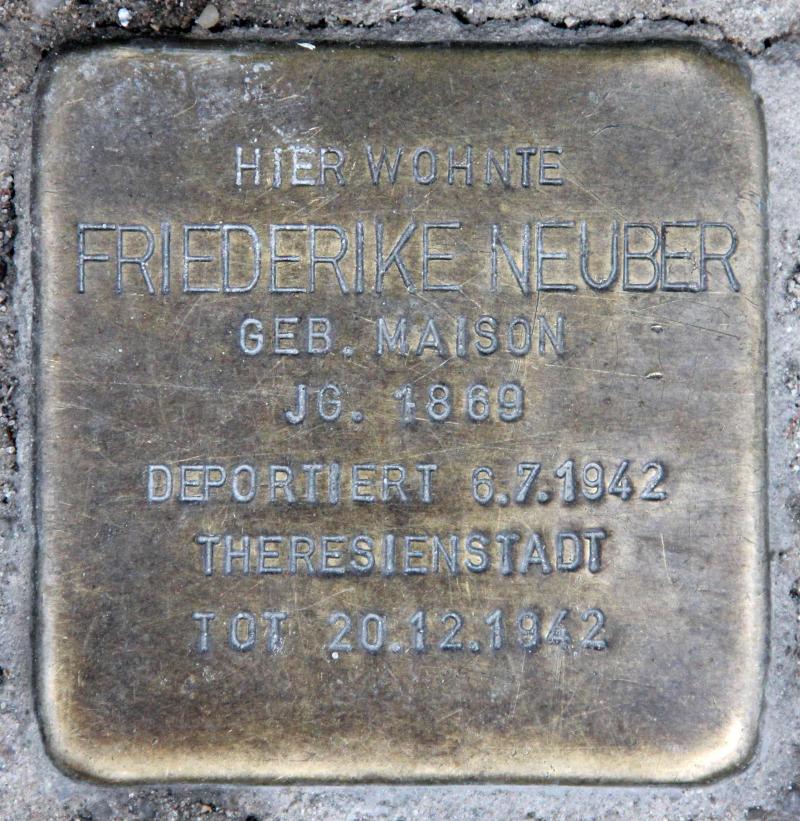 HIER WOHNTE
FRIEDERIKE NEUBER
GEB. MAISON
JG. 1869
DEPORTIERT 6.7.1942
THERESIENSTADT
TOT 20.12.1942